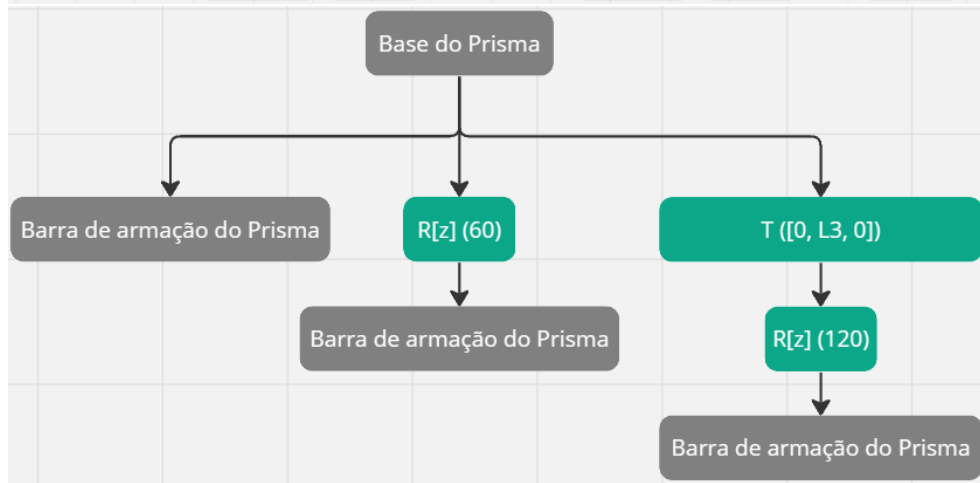 Base do Prisma
Barra de armação do Prisma
R[z] (60)
T ([0, L3, 0])
Barra de armação do Prisma
R[z] (120)
Barra de armação do Prisma